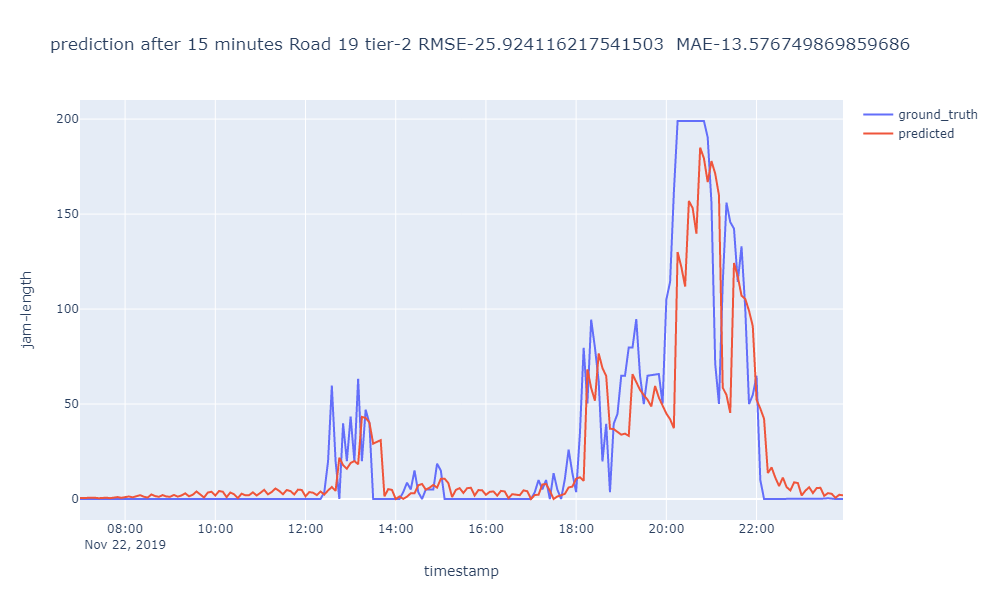 prediction after 15 minutes Road 19 tier-2 RMSE-25.924116217541503  MAE-13.576749869859686
ground_truth
predicted
200
150
100
50
0
jam-length
08:00 10:00 12:00 14:00 16:00 18:00 20:00 22:00
Nov 22, 2019
timestamp